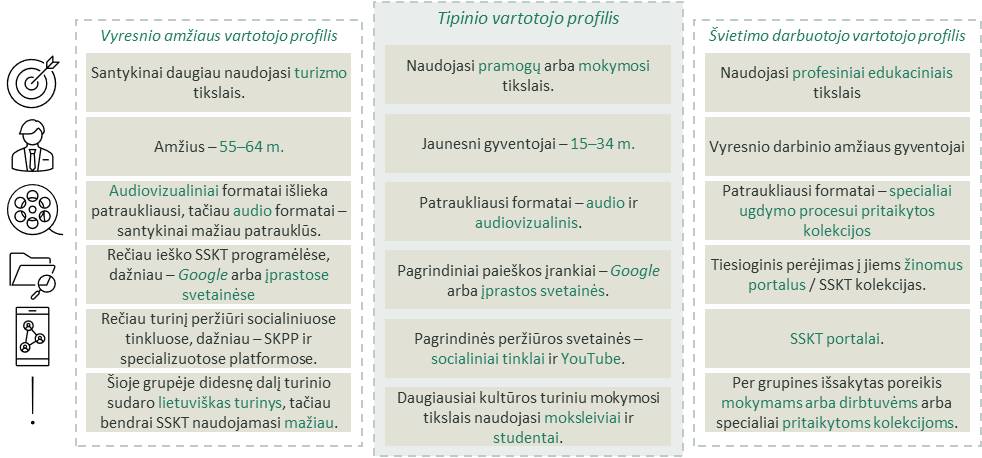 Vyresnio amžiaus vartotojo profilis
Santykinai daugiau naudojasi turizmo
tikslais.
Amžius – 55–64 m.
Audiovizualiniai formatai išlieka
patrauklūs, tačiau audio formatai –
santykinai mažiau patrauklūs.
Rečiau ieško SSKT programėlėse,
dažniau – Google arba įprastose
svetainėse
Rečiau turinį peržiūri socialiniuose
tinkluose, dažniau – SKPP ir
specializuotose platformose.
Šioje grupėje didesnę dalį turinio
sudaro lietuviškas turinys, tačiau
bendrai SSKT naudojamasi mažiau.
Tipinio vartotojo profilis
Naudojasi pramogų arba mokymosi
tikslais.
Jaunesni gyventojai – 15–34 m.
Patraukliausi formatai – audio ir
audiovizualinis.
Pagrindiniai paieškos įrankiai – Google
arba įprastos svetainės.
Pagrindinės peržiūros svetainės –
socialiniai tinklai ir YouTube.
Daugiausiai kultūros turiniu mokymosi
tikslais naudojasi moksleiviai ir
studentai.
Švietimo darbuotojo vartotojo profilis
Naudojasi profesiniai edukaciniais
tikslais
Vyresnio darbinio amžiaus gyventojai
Patraukliausi formatai – specialiai
ugdymo procesui pritaikytos
kolekcijos
Tiesioginis perėjimas į jiems žinomus
portalus / SSKT kolekcijas.
SSKT portalai.
Per grupines išsakytas poreikis
mokymams arba dirbtuvėms arba
specialiai pritaikytoms kolekcijoms.